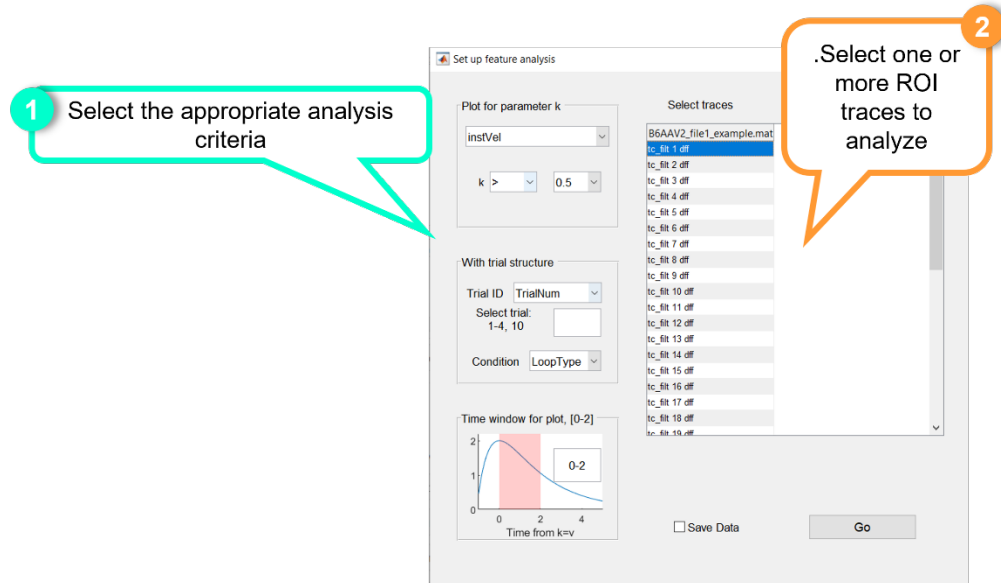 1
Select the appropriate analysis
criteria
2
.Select one or
more ROI
traces to
analyze
Set up feature analysis
Plot for parameter k
instVel
k > 0.5
With trial structure
Trial ID TrialNum
Select trial:
1-4, 10
Condition LoopType
Time window for plot, [0-2]
2
1
0
0-2
0 2 4
Time from k=v
Select traces
B6AAV2_file1_example.mat
tc_filt 1 dff
tc_filt 2 dff
tc_filt 3 dff
tc_filt 4 dff
tc_filt 5 dff
tc_filt 6 dff
tc_filt 7 dff
tc_filt 8 dff
tc_filt 9 dff
tc_filt 10 dff
tc_filt 11 dff
tc_filt 12 dff
tc_filt 13 dff
tc_filt 14 dff
tc_filt 15 dff
tc_filt 16 dff
tc_filt 17 dff
tc_filt 18 dff
tc_filt 19 dff
Save Data
Go